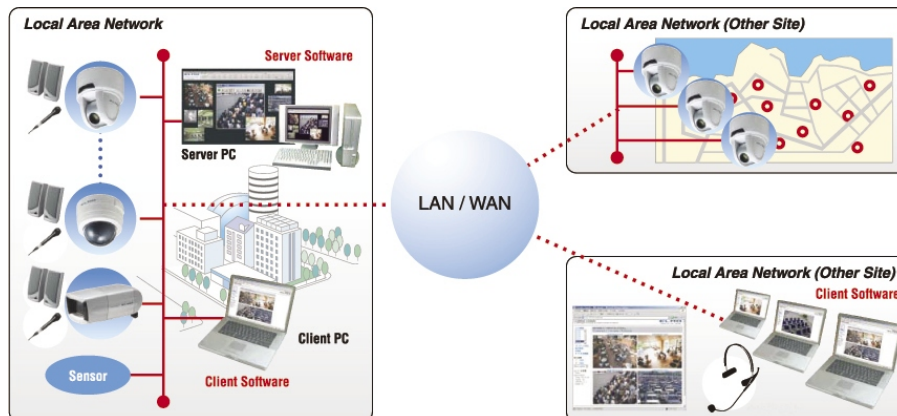 Local Area Network
Server Software
Server PC
Client PC
Client Software
Sensor
LAN / WAN
Local Area Network (Other Site)
Local Area Network (Other Site)
Client Software